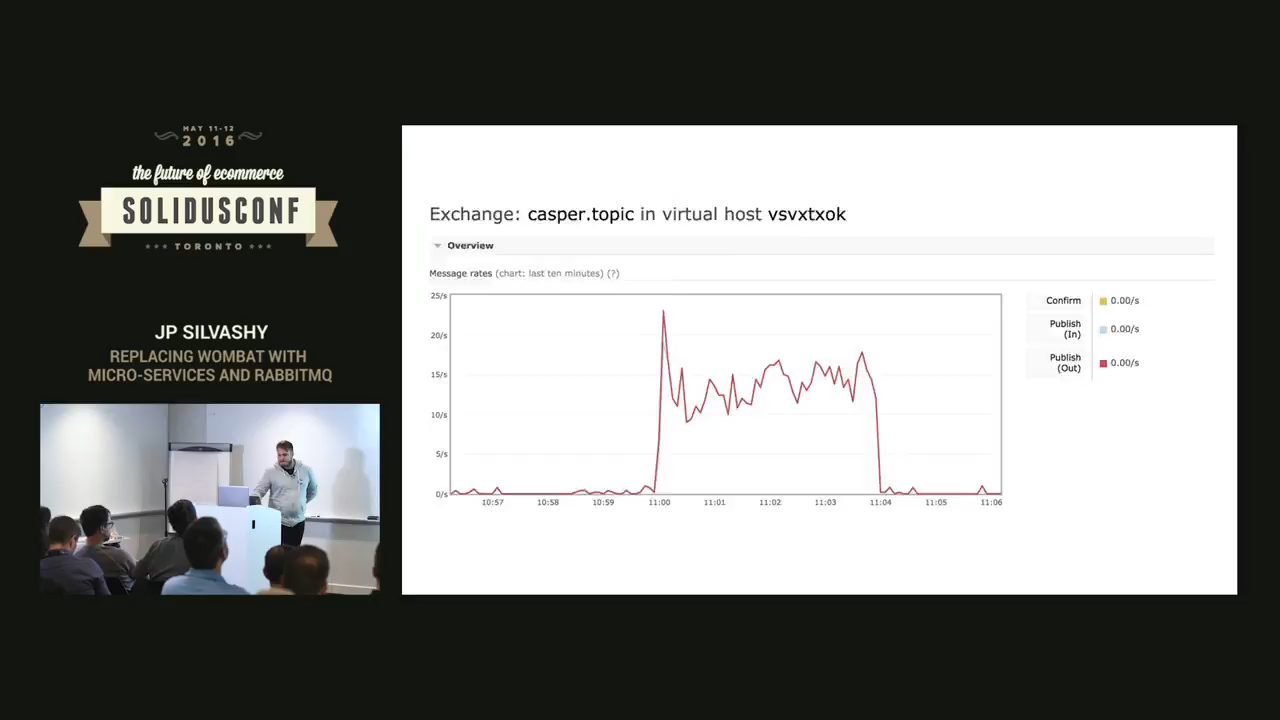 MAY 11-12
2016
the future of ecommerce
SOLIDUSCONF
TORONTO
JP SILVASHY
REPLACING WOMBAT WITH
MICRO-SERVICES AND RABBITMQ
Exchange: casper.topic in virtual host vsvxtxok
Overview
Message rates (chart: last ten minutes) (?)
25/s
20/s
15/s
10/s
5/s
0/s
10:57 10:58 10:59 11:00 11:01 11:02 11:03 11:04 11:05 11:06
Confirm 0.00/s
Publish
(In) 0.00/s
Publish
(Out) 0.00/s